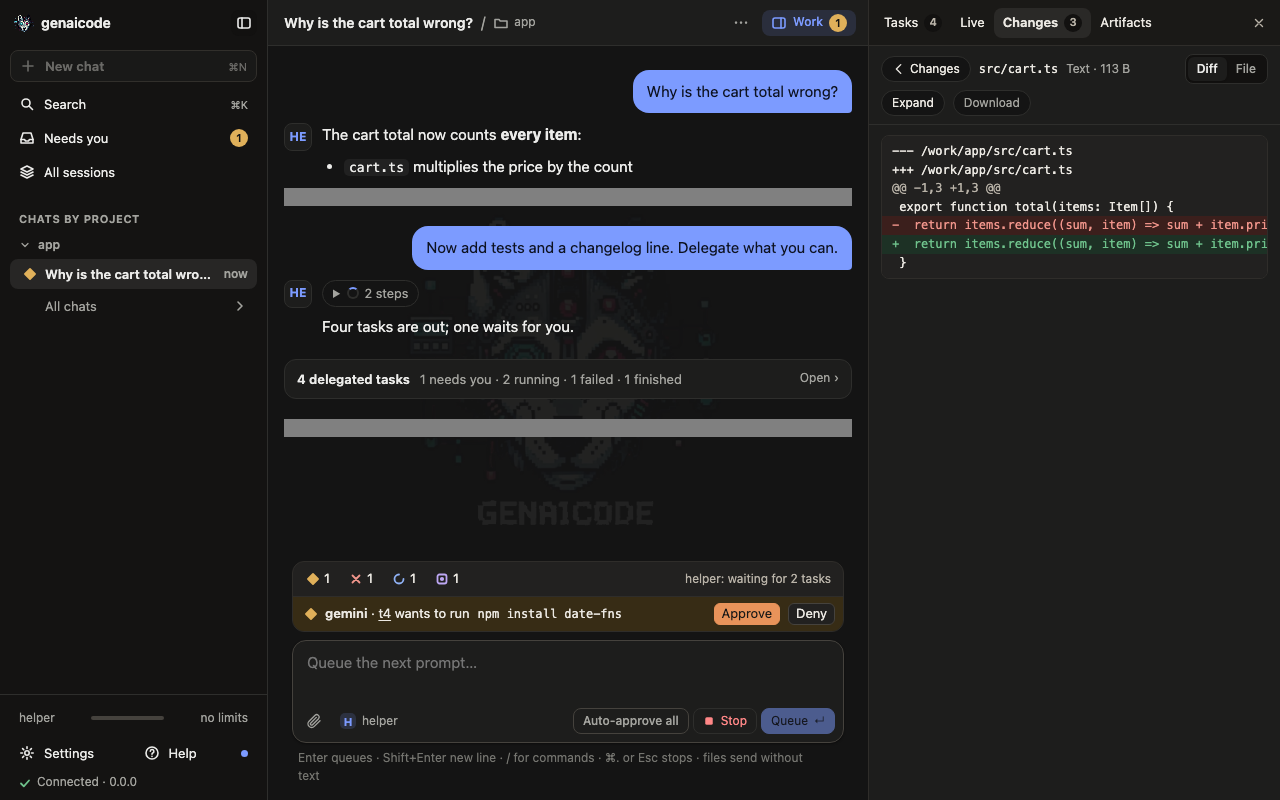 genaicode
New chat ⌘N
Search ⌘K
Needs you 1
All sessions
CHATS BY PROJECT
app
Why is the cart total wro... now
All chats
helper no limits
Settings Help
Connected · 0.0.0
Why is the cart total wrong? / app
Work 1
Why is the cart total wrong?
HE The cart total now counts every item:
• cart.ts multiplies the price by the count
Now add tests and a changelog line. Delegate what you can.
HE 2 steps
Four tasks are out; one waits for you.
4 delegated tasks 1 needs you · 2 running · 1 failed · 1 finished Open ›
GENAICODE
1 1 1 1 helper: waiting for 2 tasks
gemini · t4 wants to run npm install date-fns Approve Deny
Queue the next prompt...
H helper Auto-approve all Stop Queue ↵
Enter queues · Shift+Enter new line · / for commands · ⌘. or Esc stops · files send without
text
Tasks 4 Live Changes 3 Artifacts
Changes src/cart.ts Text · 113 B Diff File
Expand Download
--- /work/app/src/cart.ts
+++ /work/app/src/cart.ts
@@ -1,3 +1,3 @@
export function total(items: Item[]) {
- return items.reduce((sum, item) => sum + item.pri
+ return items.reduce((sum, item) => sum + item.pri
}